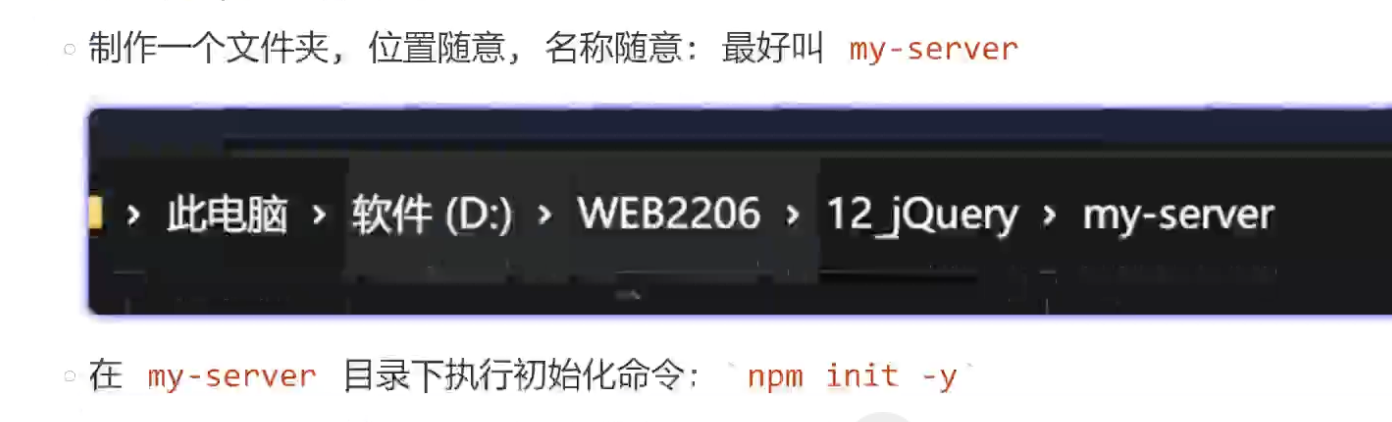 制作一个文件夹，位置随意，名称随意：最好叫 my-server
› 此电脑 › 软件 (D:) › WEB2206 › 12_jQuery › my-server
在 my-server 目录下执行初始化命令：`npm init -y`